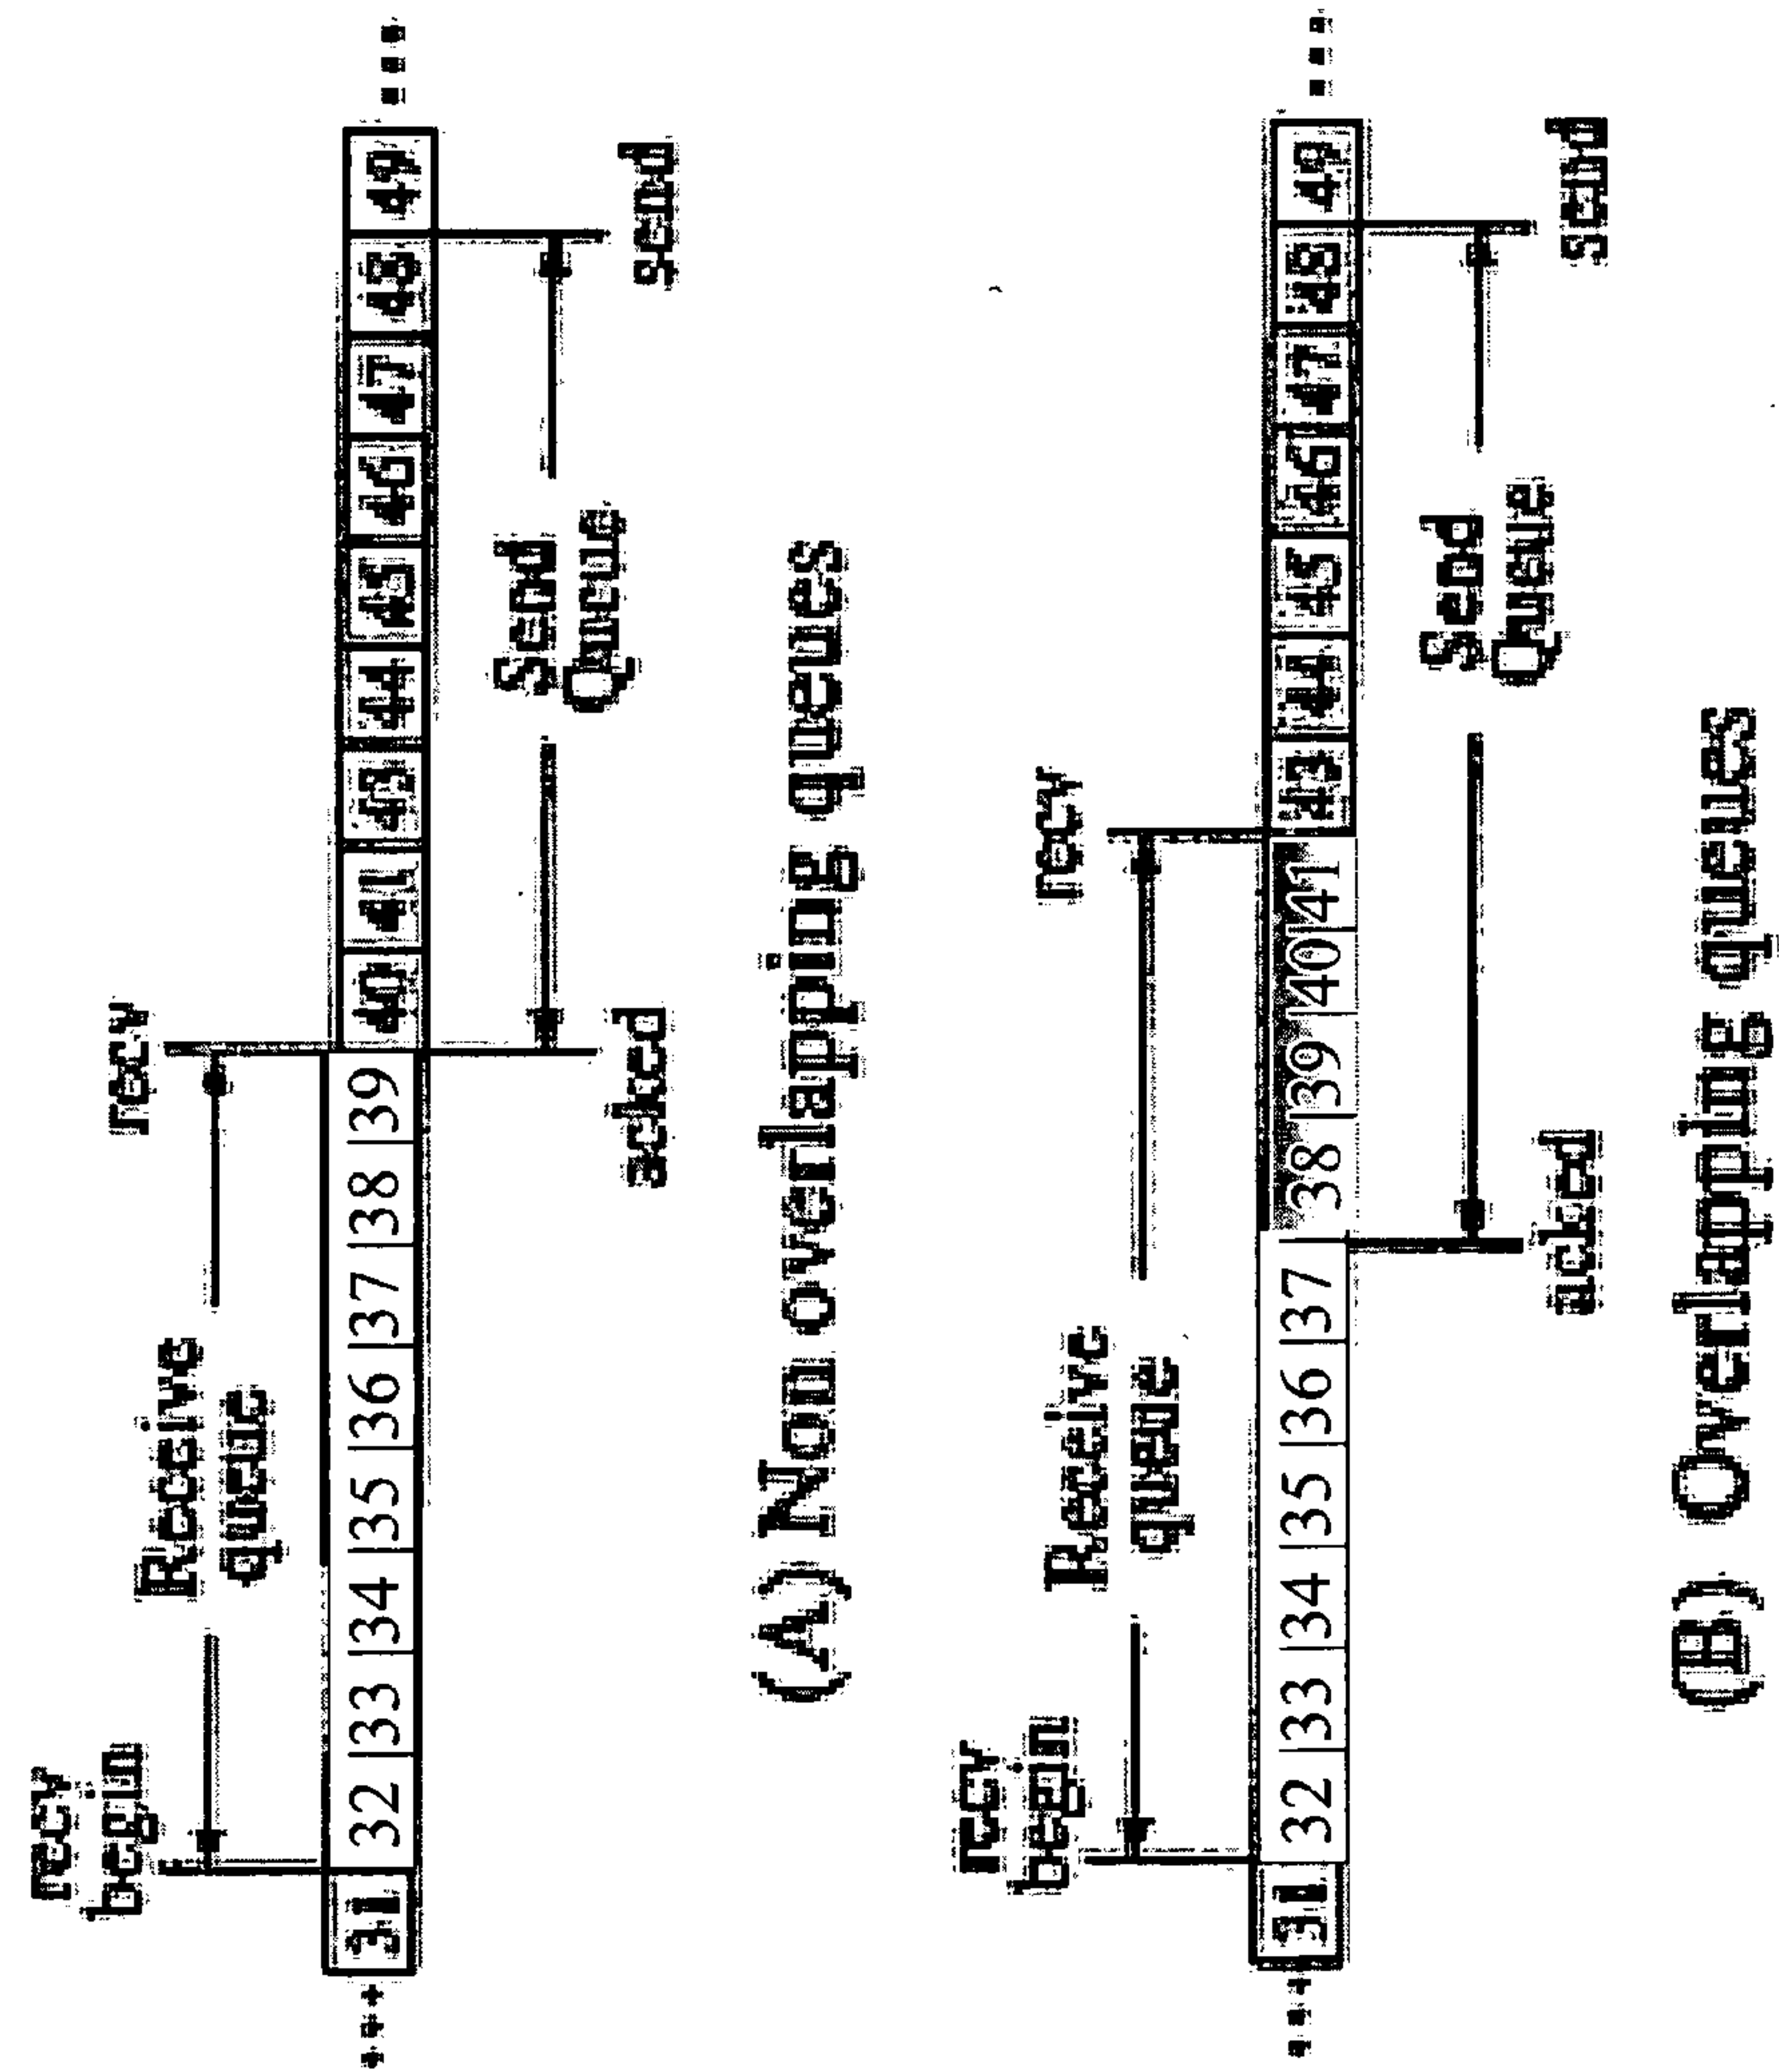 recv
begin
recv
Receive
queue
... 31 32 33 34 35 36 37 38 39 40 41 43 44 45 46 47 48 49 ...
Send
Queue
acked
send
(A) Non overlapping queues
recv
begin
recv
Receive
queue
... 31 32 33 34 35 36 37 38 39 40 41 43 44 45 46 47 48 49 ...
Send
Queue
acked
send
(B) Overlapping queues